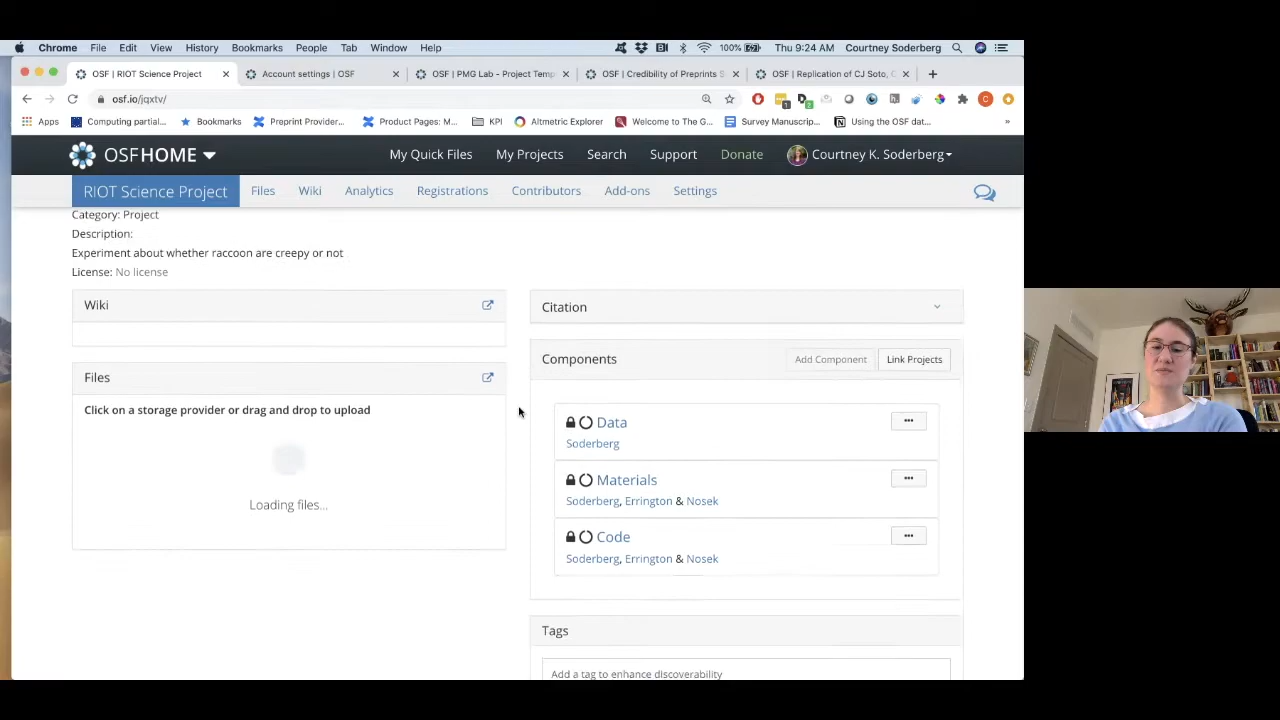 Chrome File Edit View History Bookmarks People Tab Window Help 100% Thu 9:24 AM Courtney Soderberg
OSF | RIOT Science Project Account settings | OSF OSF | PMG Lab - Project Temp OSF | Credibility of Preprints S OSF | Replication of CJ Soto, C
osf.io/jqxtv/
Apps Computing partial... Bookmarks Preprint Provider... Product Pages: M... KPI Altmetric Explorer Welcome to The G... Survey Manuscrip... Using the OSF dat... »
OSFHOME My Quick Files My Projects Search Support Donate Courtney K. Soderberg
RIOT Science Project Files Wiki Analytics Registrations Contributors Add-ons Settings
Category: Project
Description:
Experiment about whether raccoon are creepy or not
License: No license
Wiki
Files
Click on a storage provider or drag and drop to upload
Loading files...
Citation
Components Add Component Link Projects
Data
Soderberg
Materials
Soderberg, Errington & Nosek
Code
Soderberg, Errington & Nosek
Tags
Add a tag to enhance discoverability